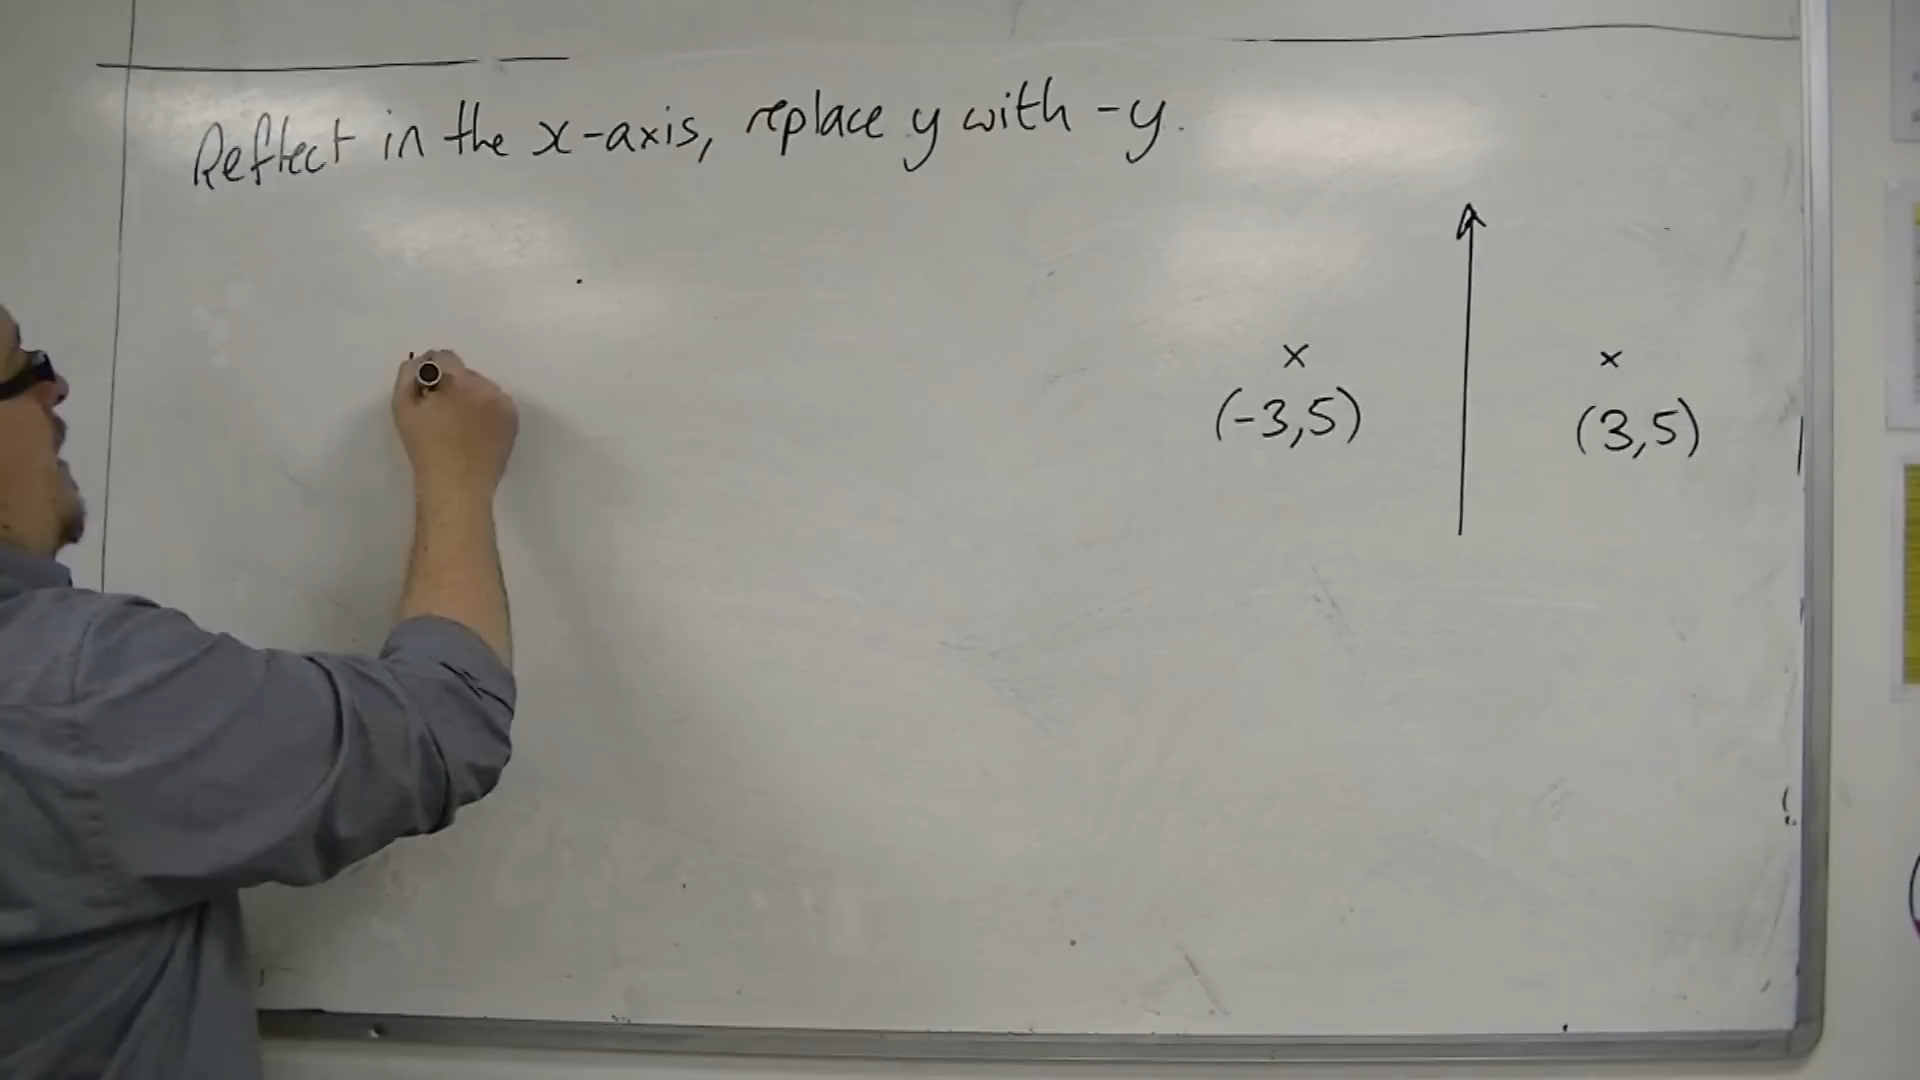 Reflect in the x-axis, replace y with -y.
x x
(-3,5) (3,5)